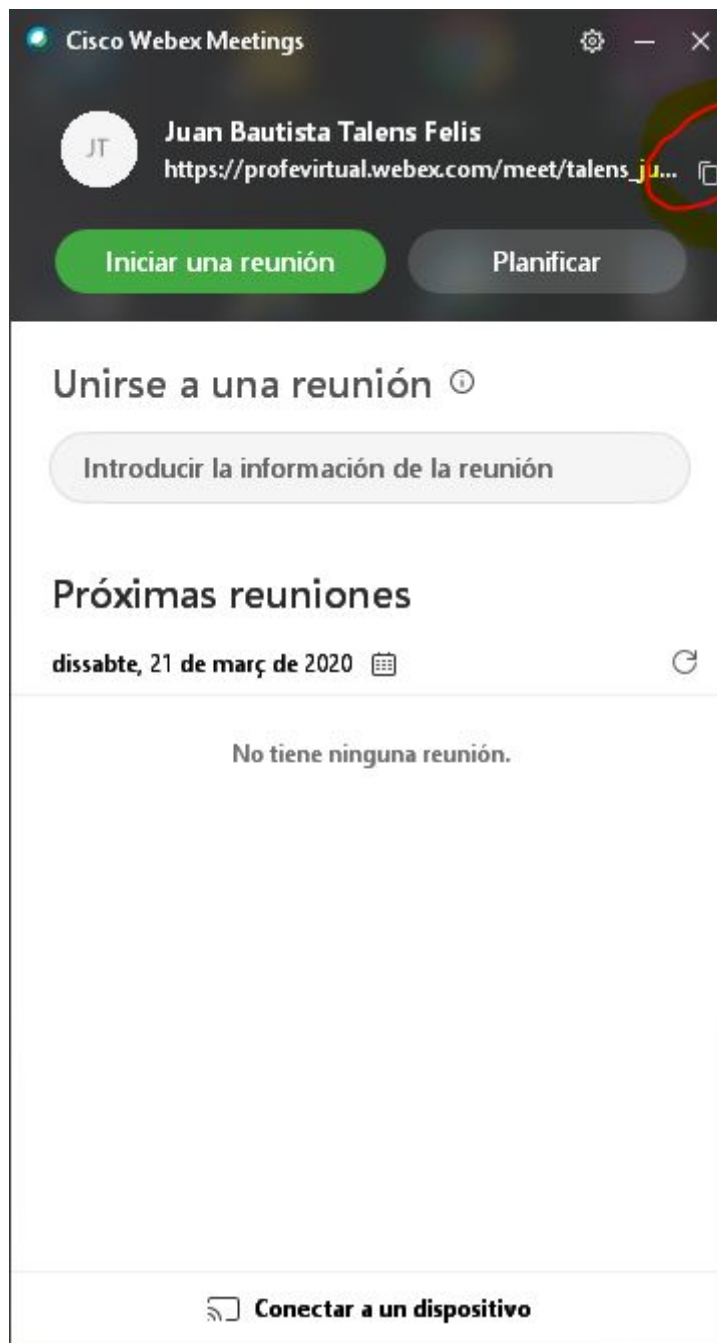 Cisco Webex Meetings
JT
Juan Bautista Talens Felis
https://profevirtual.webex.com/meet/talens_ju...
Iniciar una reunión
Planificar
Unirse a una reunión
Introducir la información de la reunión
Próximas reuniones
dissabte, 21 de març de 2020
No tiene ninguna reunión.
Conectar a un dispositivo